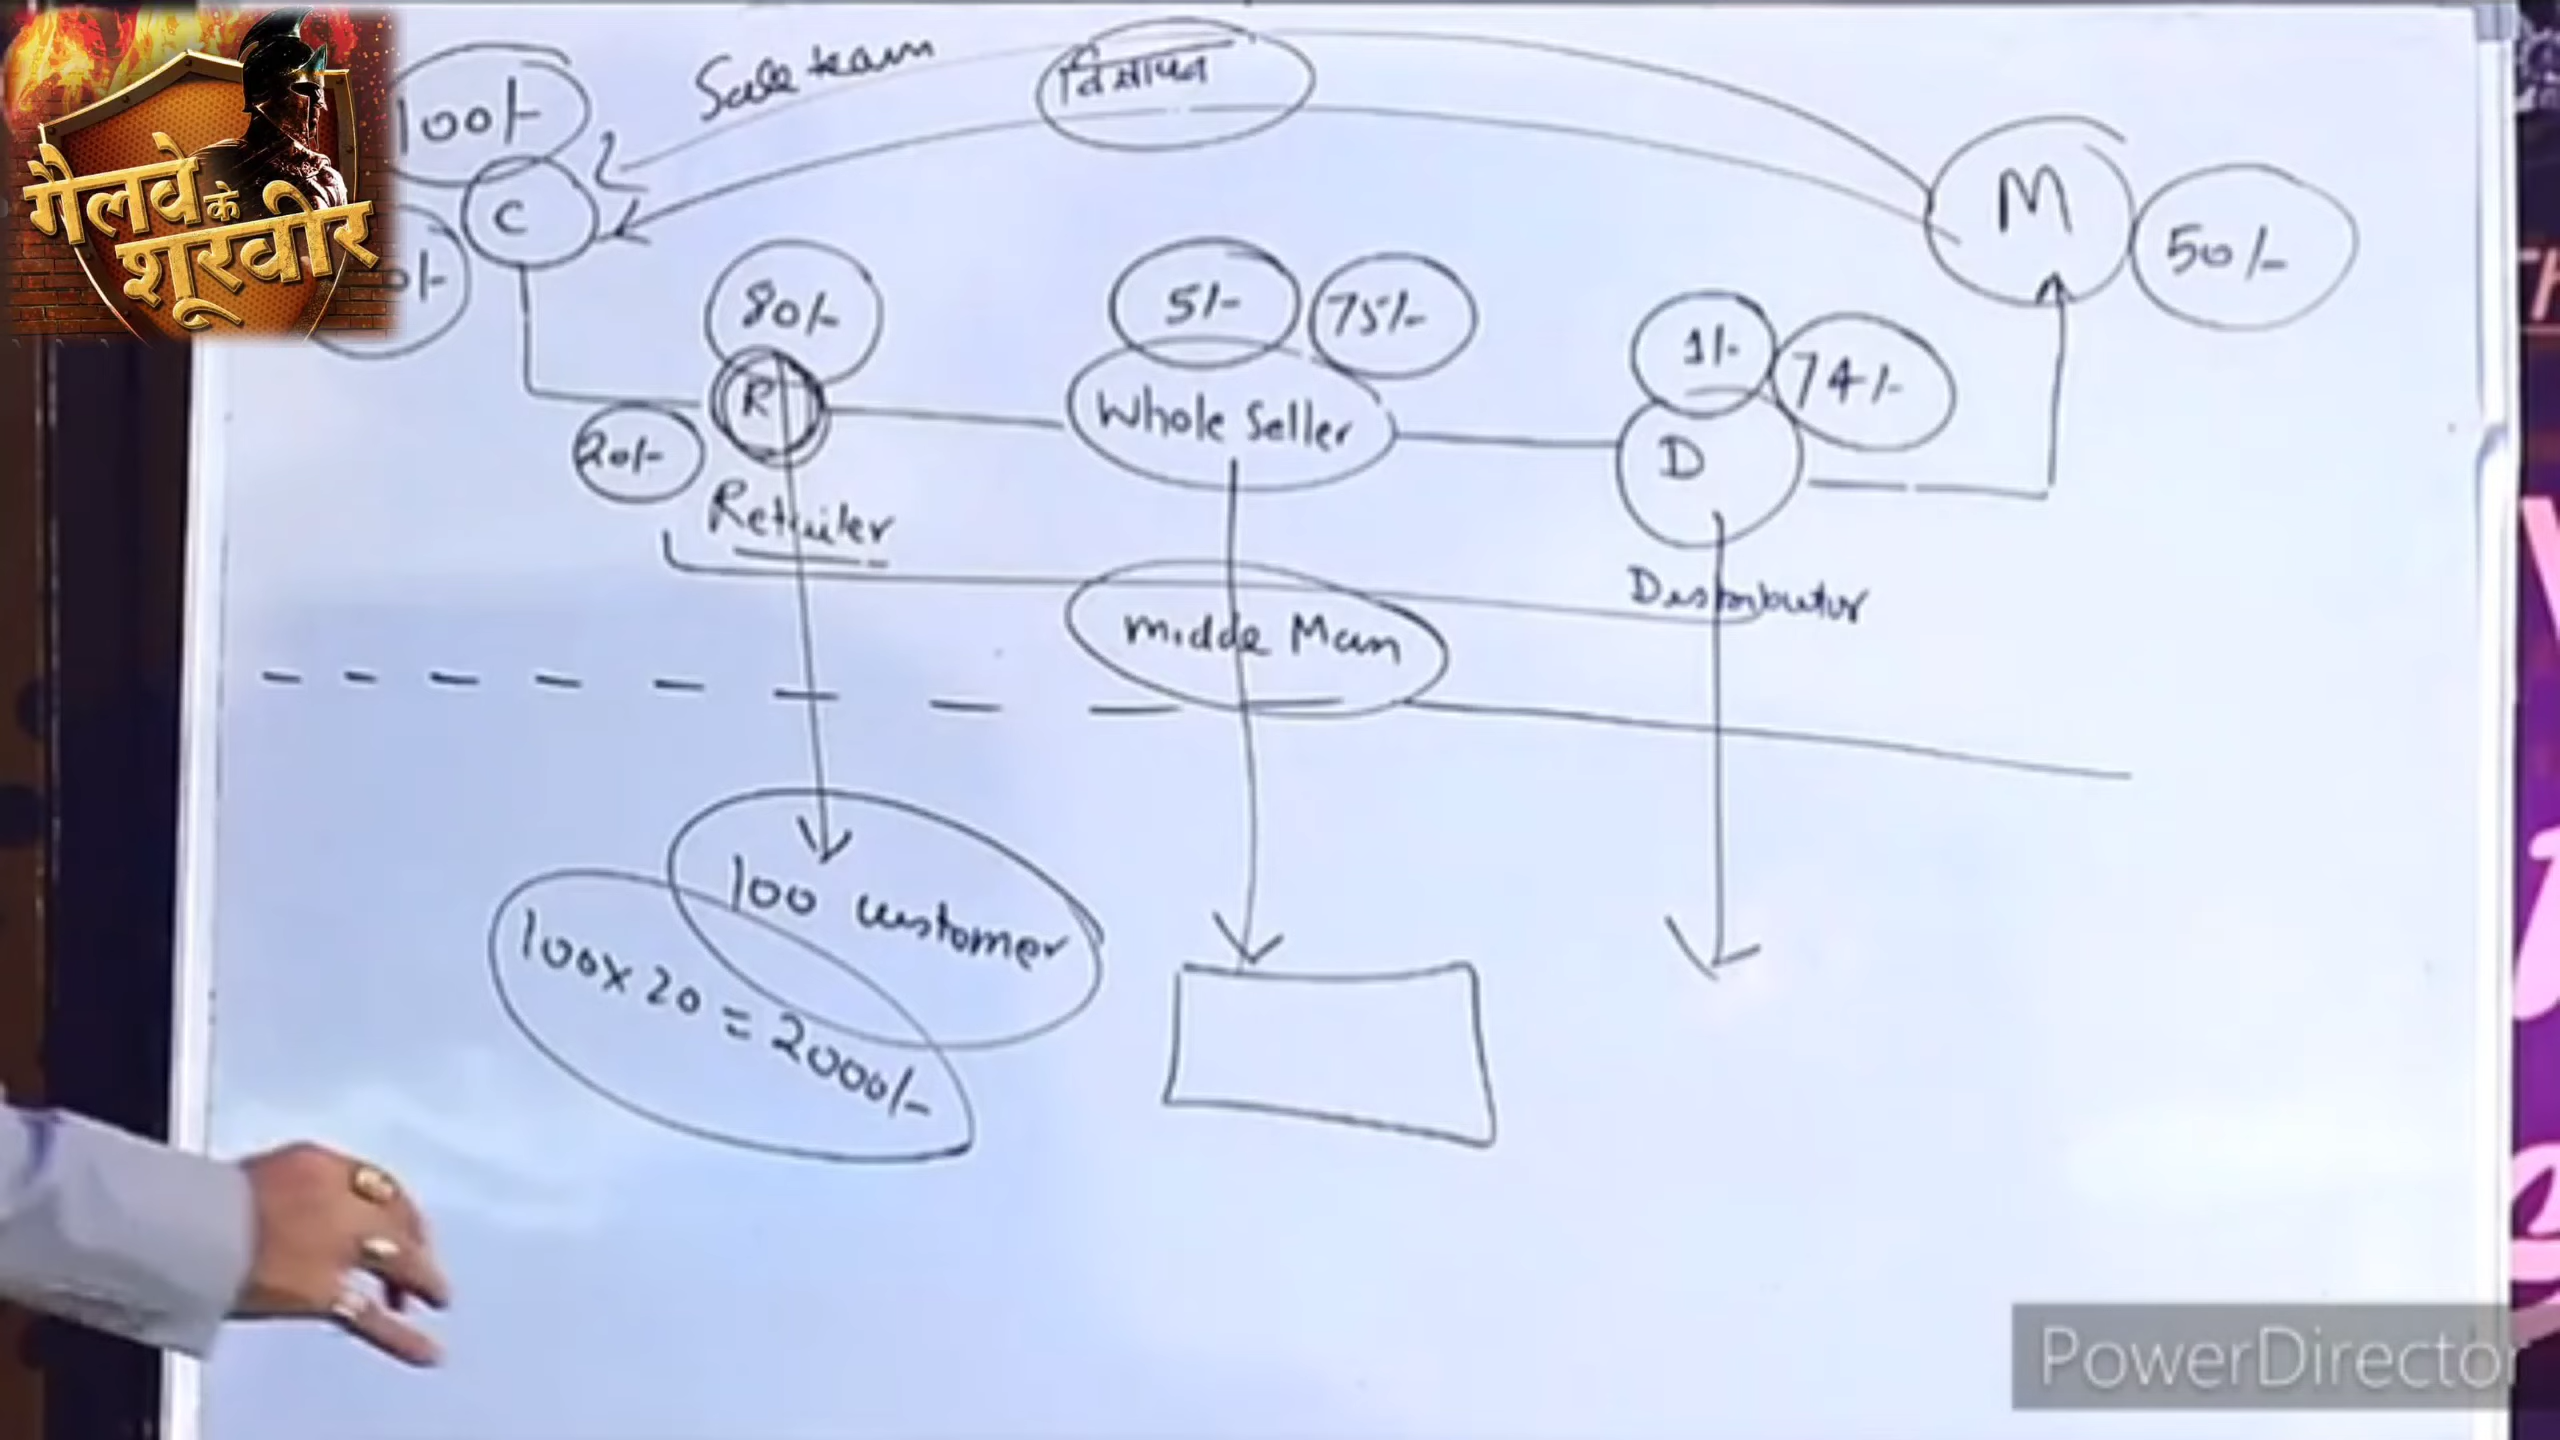 गैलवे के
शूरवीर
100/-
Sale team
विज्ञापन
C
M
50/-
80/-
5/-
75/-
1/-
74/-
R
Whole Seller
D
20/-
Retailer
Distributor
midde Man
100 customer
100x20=2000/-
PowerDirecto